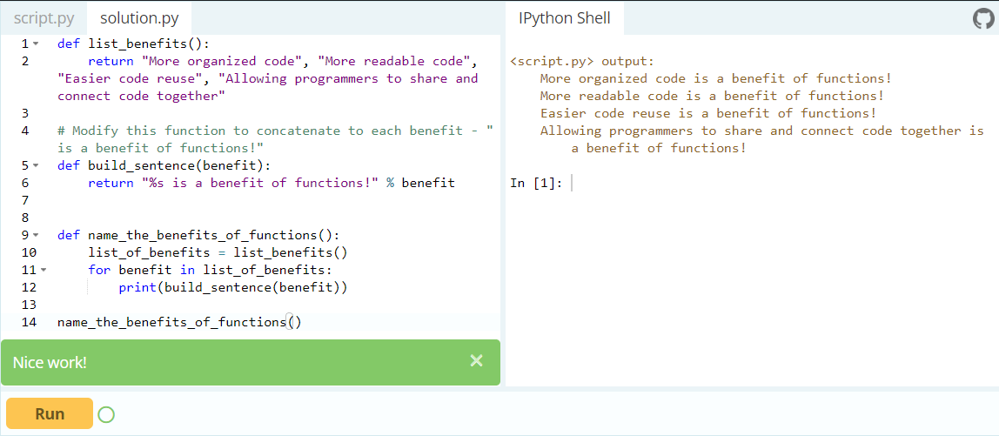 script.py
solution.py
1 def list_benefits():
2 return "More organized code", "More readable code",
"Easier code reuse", "Allowing programmers to share and
connect code together"
3
4 # Modify this function to concatenate to each benefit - "
is a benefit of functions!"
5 def build_sentence(benefit):
6 return "%s is a benefit of functions!" % benefit
7
8
9 def name_the_benefits_of_functions():
10 list_of_benefits = list_benefits()
11 for benefit in list_of_benefits:
12 print(build_sentence(benefit))
13
14 name_the_benefits_of_functions()
Nice work!
×
Run
IPython Shell
<script.py> output:
More organized code is a benefit of functions!
More readable code is a benefit of functions!
Easier code reuse is a benefit of functions!
Allowing programmers to share and connect code together is
a benefit of functions!
In [1]: